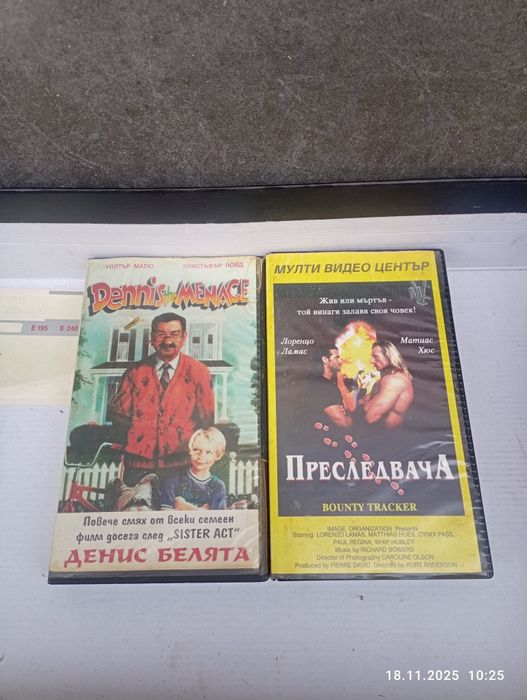 E 195 E 240
УОЛТЪР МАТЮ КРИСТЪФЪР ЛОЙД
Dennis the MENACE
Повече смях от всеки семеен
филм досега след „SISTER ACT"
ДЕНИС БЕЛЯТА
МУЛТИ ВИДЕО ЦЕНТЪР
Жив или мъртъв -
той винаги залавя своя човек!
Лоренцо
Ламас
Матиас
Хюс
ПРЕСЛЕДВАЧА
BOUNTY TRACKER
IMAGE ORGANIZATION Presents
Starring: LORENZO LAMAS, MATTHIAS HUES, CYNDI PASS,
PAUL REGINA, WHIP HUBLEY
Music by RICHARD BOWERS
Director of Photography CAROLINE OLSON
Produced by PIERRE DAVID Directed by KURT ANDERSON
18.11.2025 10:25